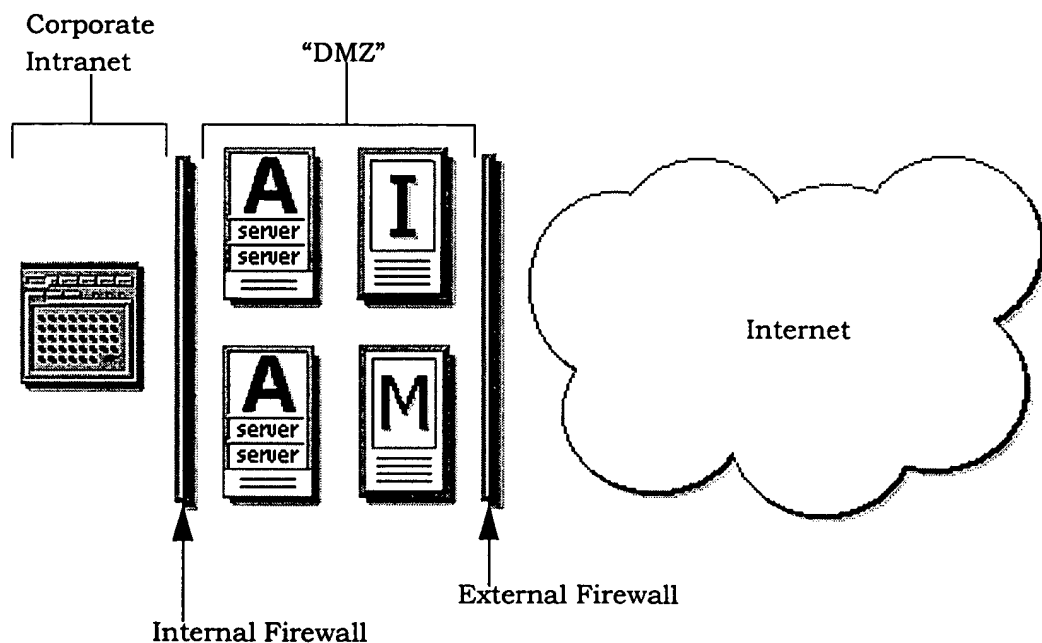 Corporate
Intranet
“DMZ”
A
server
server
I
A
server
server
M
Internet
External Firewall
Internal Firewall